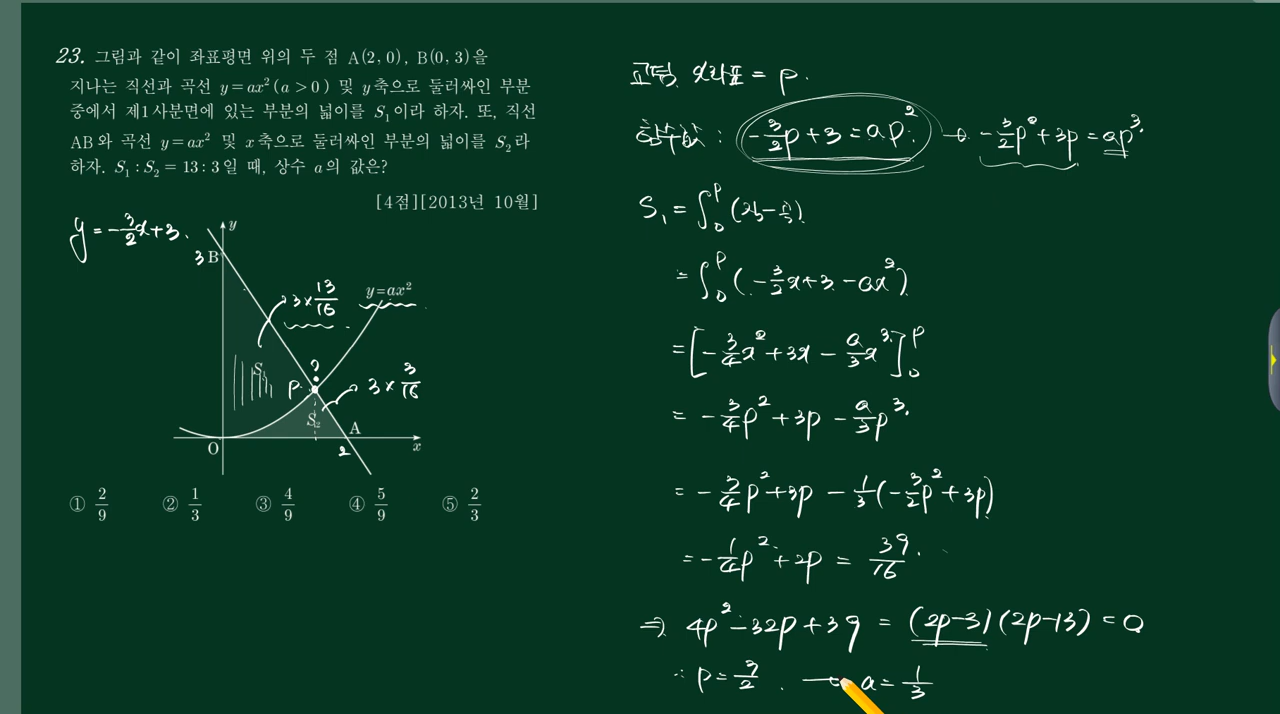 23. 그림과 같이 좌표평면 위의 두 점 A(2, 0), B(0, 3)을
지나는 직선과 곡선 y=ax²(a>0) 및 y축으로 둘러싸인 부분
중에서 제1사분면에 있는 부분의 넓이를 S₁이라 하자. 또, 직선
AB와 곡선 y=ax² 및 x축으로 둘러싸인 부분의 넓이를 S₂라
하자. S₁:S₂=13:3일 때, 상수 a의 값은?
[4점][2013년 10월]
y=-3/2x+3.
y
3 B
3×13/16
y=ax²
S₁
P
?
3×3/16
S₂
A
O
2
x
① 2/9 ② 1/3 ③ 4/9 ④ 5/9 ⑤ 2/3
교점 x좌표 = p.
함수값 : -3/2p+3=ap² → -3/2p²+3p=ap³
S₁=∫₀ᵖ
=∫₀ᵖ(-3/2x+3-ax²)
=[-3/4x²+3x-a/3x³]₀ᵖ
=-3/4p²+3p-a/3p³
=-3/4p²+3p-1/3(-3/2p²+3p)
=-1/4p²+2p=39/16.
⇒ 4p²-32p+39=(2p-3)(2p-13)=0
∴ p=3/2. → a=1/3